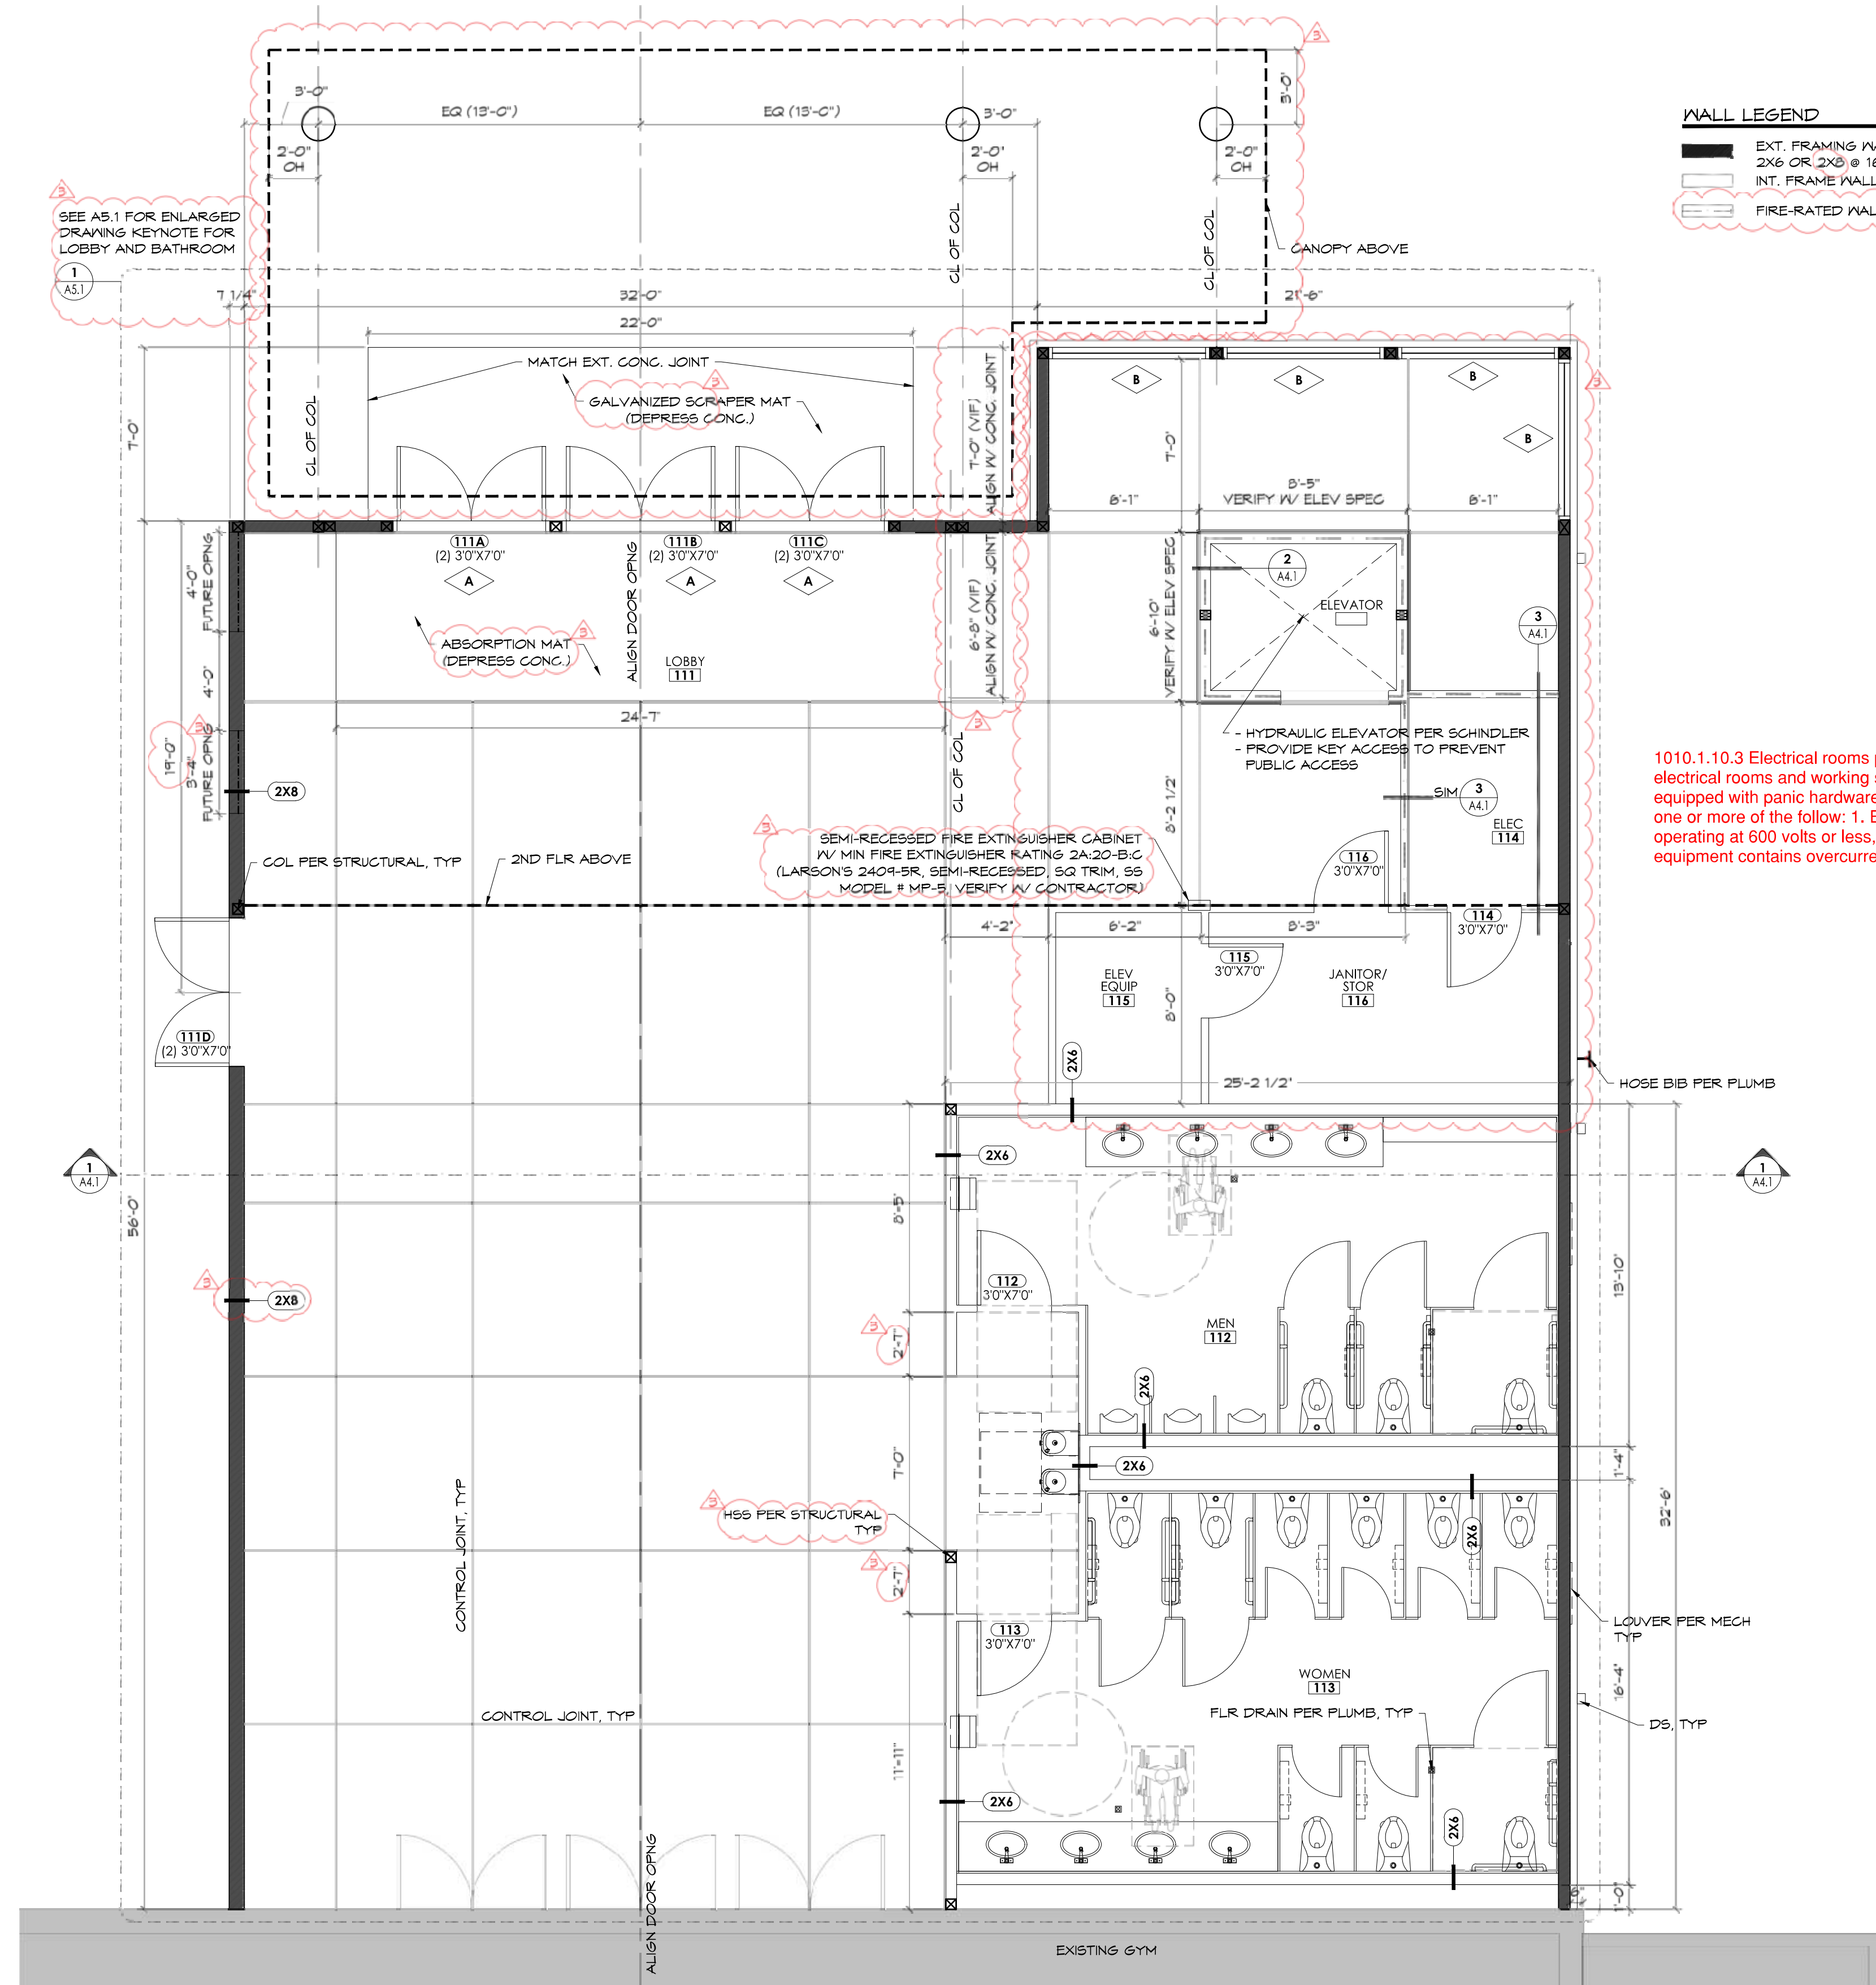 3
3'-0"
EQ (13'-0")
EQ (13'-0")
3'-0"
3'-0"
2'-0"
OH
2'-0"
OH
2'-0"
OH
WALL LEGEND
EXT. FRAMING
2X6 OR 2X8 @
INT. FRAME WALL
FIRE-RATED
3
SEE A5.1 FOR ENLARGED
DRAWING KEYNOTE FOR
LOBBY AND BATHROOM
1
A5.1
CL OF COL
CL OF COL
CANOPY ABOVE
7 1/4"
32'-0"
21'-6"
22'-0"
MATCH EXT. CONC. JOINT
3
GALVANIZED SCRAPER MAT
(DEPRESS CONC.)
CL OF COL
7'-0"
7'-0" (VIF)
ALIGN W/ CONC. JOINT
B
B
B
B
3
7'-0"
6'-1"
8'-5"
VERIFY W/ ELEV SPEC
6'-1"
111A
(2) 3'0"X7'0"
A
111B
(2) 3'0"X7'0"
A
111C
(2) 3'0"X7'0"
A
ALIGN DOOR OPNG
4'-0"
FUTURE OPNG
4'-0"
3'-4"
FUTURE OPNG
19'-0"
3
3
ABSORPTION MAT
(DEPRESS CONC.)
LOBBY
111
6'-8" (VIF)
ALIGN W/ CONC. JOINT
3
6'-10"
VERIFY W/ ELEV SPEC
2
A4.1
ELEVATOR
3
A4.1
24'-7"
CL OF COL
- HYDRAULIC ELEVATOR PER SCHINDLER
- PROVIDE KEY ACCESS TO PREVENT
PUBLIC ACCESS
1010.1.10.3 Electrical rooms
electrical rooms and working
equipped with panic hardware
one or more of the follow: 1.
operating at 600 volts or less,
equipment contains
2X8
8'-2 1/2"
SIM
3
A4.1
ELEC
114
3
SEMI-RECESSED FIRE EXTINGUISHER CABINET
W/ MIN FIRE EXTINGUISHER RATING 2A:20-B:C
(LARSON'S 2409-5R, SEMI-RECESSED, SQ TRIM, SS
MODEL # MP-5, VERIFY W/ CONTRACTOR)
COL PER STRUCTURAL, TYP
2ND FLR ABOVE
116
3'0"X7'0"
114
3'0"X7'0"
4'-2"
6'-2"
8'-3"
115
3'0"X7'0"
ELEV
EQUIP
115
JANITOR/
STOR
116
8'-0"
111D
(2) 3'0"X7'0"
2X6
25'-2 1/2"
HOSE BIB PER PLUMB
1
A4.1
2X6
1
A4.1
56'-0"
8'-5"
112
3'0"X7'0"
13'-10"
3
2X8
3
2'-7"
MEN
112
2X6
7'-0"
2X6
1'-4"
CONTROL JOINT, TYP
3
HSS PER STRUCTURAL
TYP
2X6
32'-6"
3
2'-7"
113
3'0"X7'0"
LOUVER PER MECH
TYP
WOMEN
113
16'-4"
CONTROL JOINT, TYP
FLR DRAIN PER PLUMB, TYP
DS, TYP
11'-11"
2X6
2X6
ALIGN DOOR OPNG
6"
1'-0"
EXISTING GYM
CL OF COL